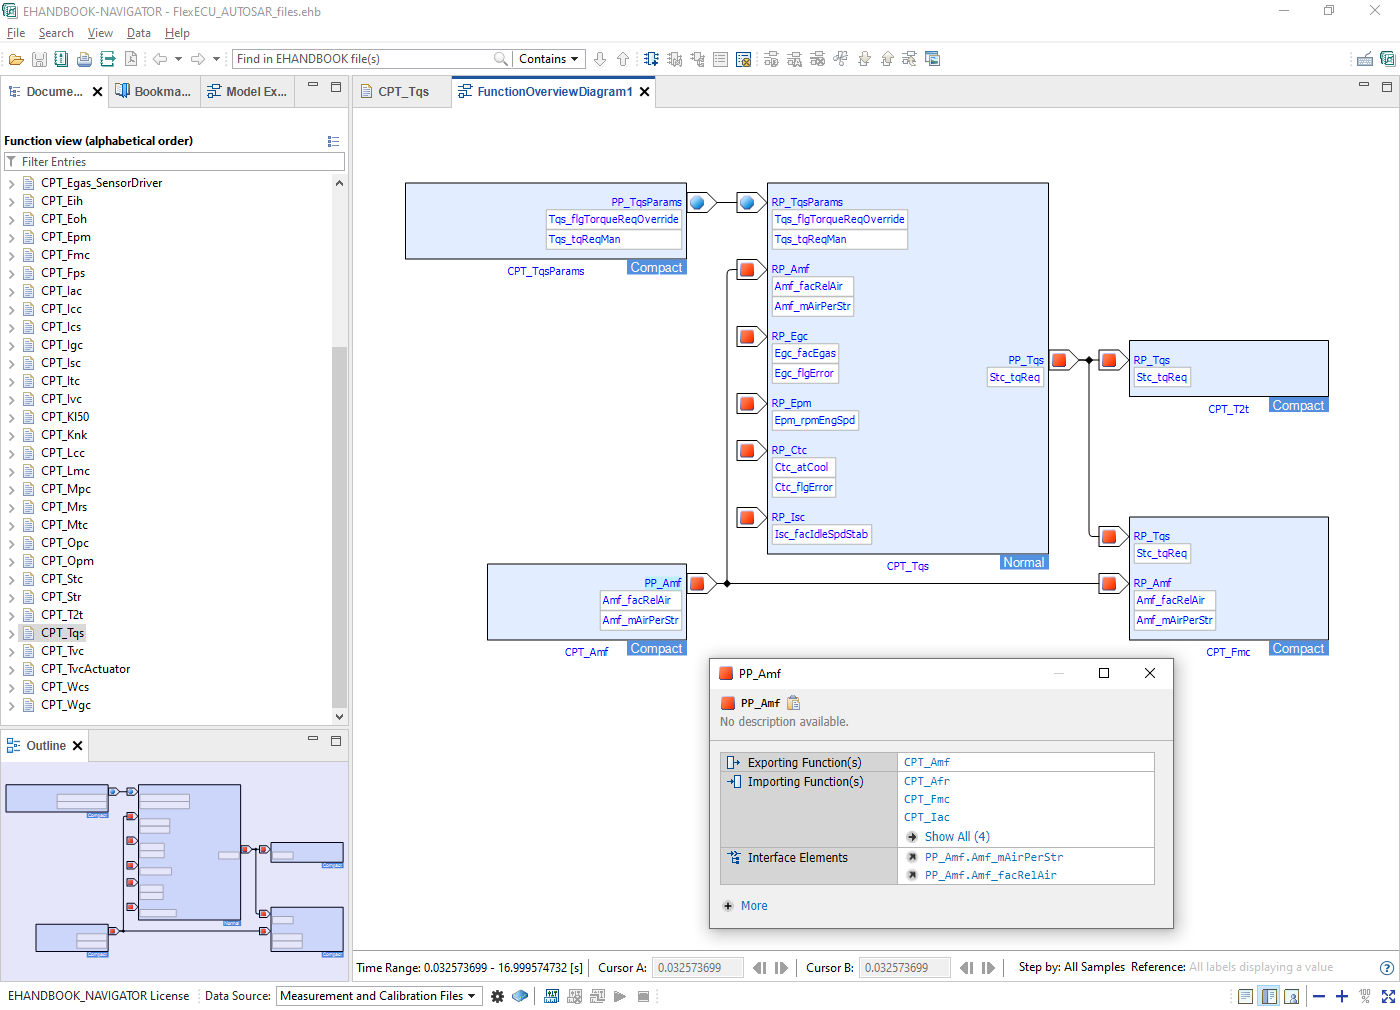 EHANDBOOK-NAVIGATOR - FlexECU_AUTOSAR_files.ehb
File Search View Data Help
Find in EHANDBOOK file(s) Contains
Docume... Bookma... Model Ex... CPT_Tqs FunctionOverviewDiagram1
Function view (alphabetical order)
Filter Entries
CPT_Egas_SensorDriver
CPT_Eih
CPT_Eoh
CPT_Epm
CPT_Fmc
CPT_Fps
CPT_Iac
CPT_Icc
CPT_Ics
CPT_Igc
CPT_Isc
CPT_Itc
CPT_Ivc
CPT_Kl50
CPT_Knk
CPT_Lcc
CPT_Lmc
CPT_Mpc
CPT_Mrs
CPT_Mtc
CPT_Opc
CPT_Opm
CPT_Stc
CPT_Str
CPT_T2t
CPT_Tqs
CPT_Tvc
CPT_TvcActuator
CPT_Wcs
CPT_Wgc
Outline
Compact
Normal
Compact
Compact
Compact
PP_TqsParams
Tqs_flgTorqueReqOverride
Tqs_tqReqMan
Compact
CPT_TqsParams
RP_TqsParams
Tqs_flgTorqueReqOverride
Tqs_tqReqMan
RP_Amf
Amf_facRelAir
Amf_mAirPerStr
RP_Egc
Egc_facEgas
Egc_flgError
RP_Epm
Epm_rpmEngSpd
RP_Ctc
Ctc_atCool
Ctc_flgError
RP_Isc
Isc_facIdleSpdStab
PP_Tqs
Stc_tqReq
Normal
CPT_Tqs
RP_Tqs
Stc_tqReq
Compact
CPT_T2t
RP_Tqs
Stc_tqReq
RP_Amf
Amf_facRelAir
Amf_mAirPerStr
Compact
CPT_Fmc
PP_Amf
Amf_facRelAir
Amf_mAirPerStr
Compact
CPT_Amf
PP_Amf
PP_Amf
No description available.
Exporting Function(s) CPT_Amf
Importing Function(s) CPT_Afr
CPT_Fmc
CPT_Iac
Show All (4)
Interface Elements PP_Amf.Amf_mAirPerStr
PP_Amf.Amf_facRelAir
More
Time Range: 0.032573699 - 16.999574732 [s] Cursor A: 0.032573699 Cursor B: 0.032573699 Step by: All Samples Reference: All labels displaying a value
EHANDBOOK_NAVIGATOR License Data Source: Measurement and Calibration Files 100 %